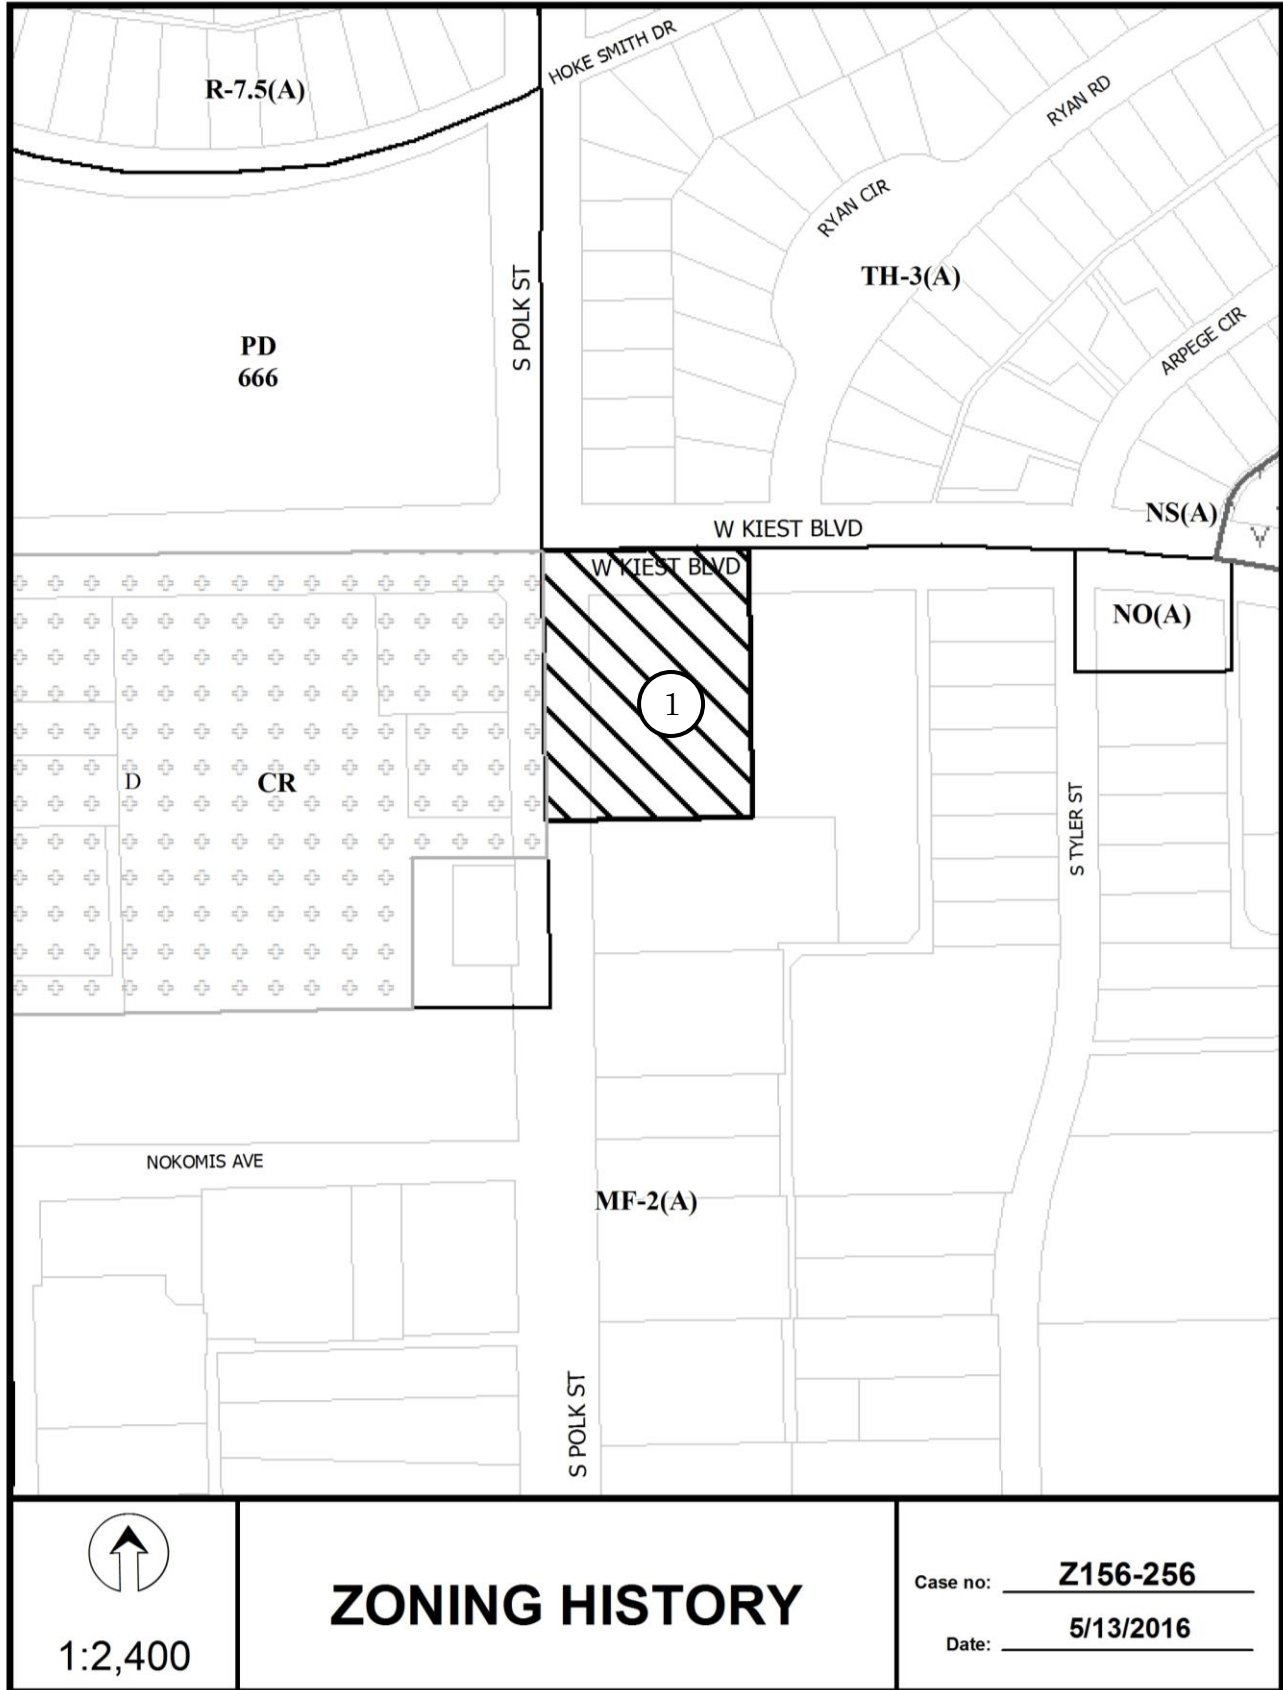 HOKE SMITH DR
R-7.5(A)
RYAN RD
RYAN CIR
TH-3(A)
S POLK ST
ARPEGE CIR
PD
666
NS(A)
W KIEST BLVD
W KIEST BLVD
NO(A)
1
D
CR
S TYLER ST
NOKOMIS AVE
MF-2(A)
S POLK ST
1:2,400
ZONING HISTORY
Case no: Z156-256
Date: 5/13/2016